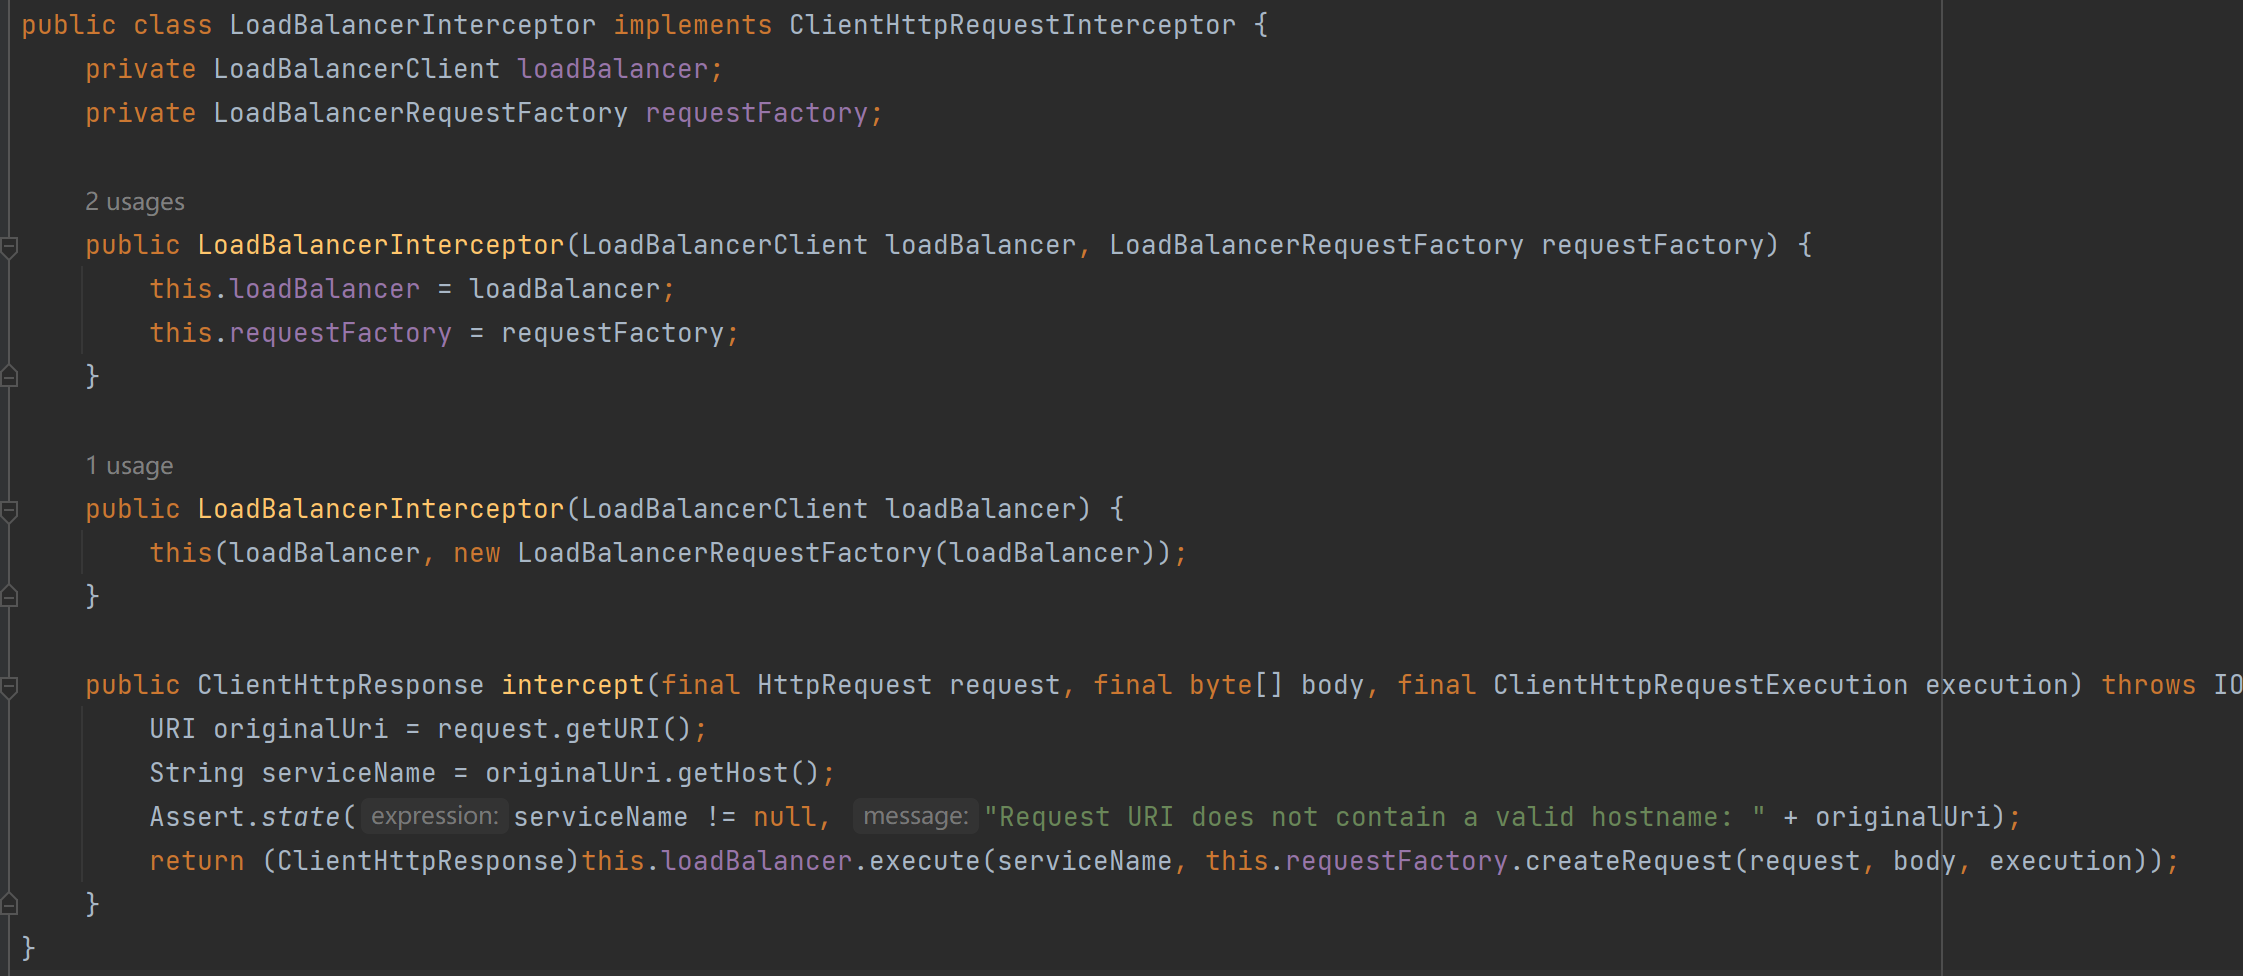 public class LoadBalancerInterceptor implements ClientHttpRequestInterceptor {
    private LoadBalancerClient loadBalancer;
    private LoadBalancerRequestFactory requestFactory;
    2 usages
    public LoadBalancerInterceptor(LoadBalancerClient loadBalancer, LoadBalancerRequestFactory requestFactory) {
        this.loadBalancer = loadBalancer;
        this.requestFactory = requestFactory;
    }
    1 usage
    public LoadBalancerInterceptor(LoadBalancerClient loadBalancer) {
        this(loadBalancer, new LoadBalancerRequestFactory(loadBalancer));
    }
    public ClientHttpResponse intercept(final HttpRequest request, final byte[] body, final ClientHttpRequestExecution execution) throws IO
        URI originalUri = request.getURI();
        String serviceName = originalUri.getHost();
        Assert.state( expression: serviceName != null, message: "Request URI does not contain a valid hostname: " + originalUri);
        return (ClientHttpResponse)this.loadBalancer.execute(serviceName, this.requestFactory.createRequest(request, body, execution));
    }
}